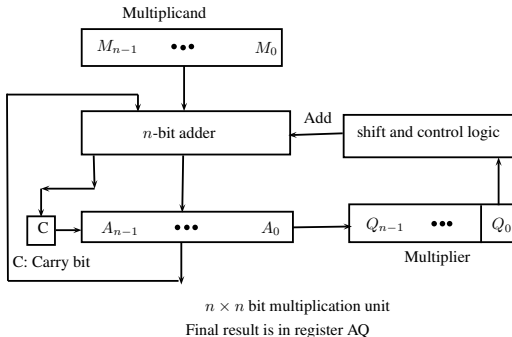 Multiplicand
M_{n−1} ••• M_0
Add
n-bit adder
shift and control logic
C
A_{n−1} ••• A_0
Q_{n−1} ••• Q_0
C: Carry bit
Multiplier
n × n bit multiplication unit
Final result is in register AQ